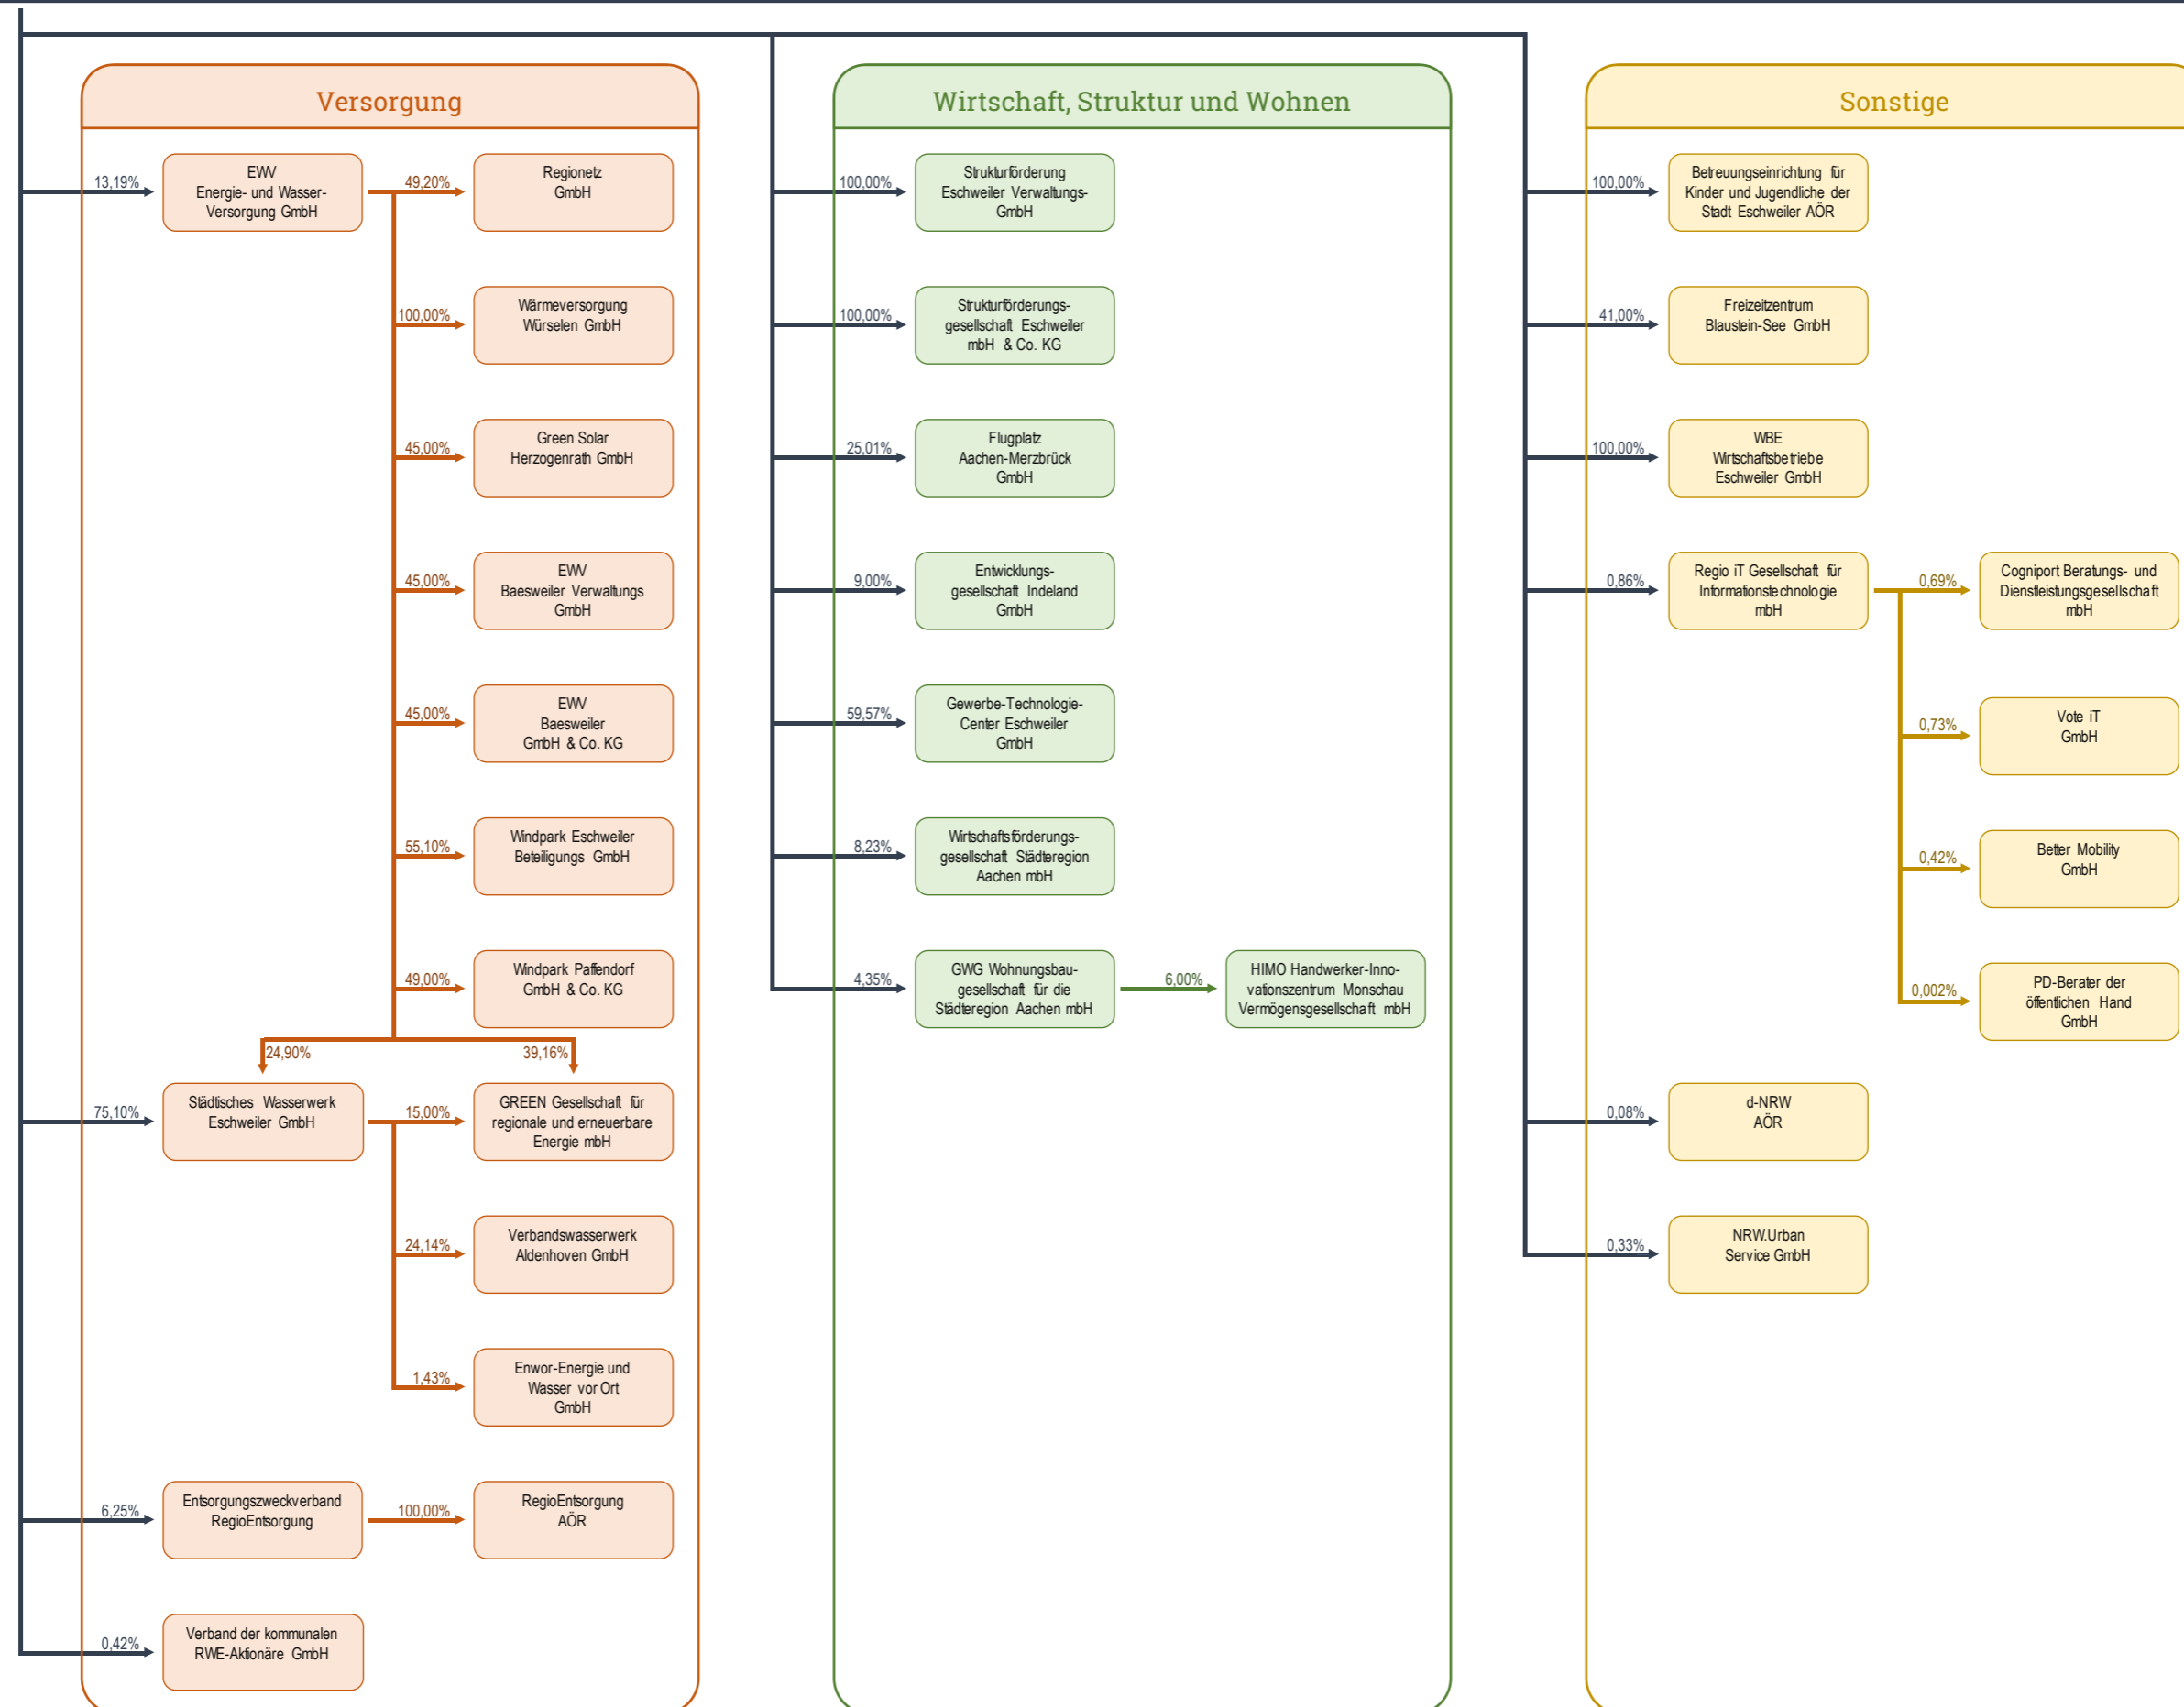 Versorgung
13,19%
EWV
Energie- und Wasser-
Versorgung GmbH
49,20%
Regionetz
GmbH
100,00%
Wärmeversorgung
Würselen GmbH
45,00%
Green Solar
Herzogenrath GmbH
45,00%
EWV
Baesweiler Verwaltungs
GmbH
45,00%
EWV
Baesweiler
GmbH & Co. KG
55,10%
Windpark Eschweiler
Beteiligungs GmbH
49,00%
Windpark Paffendorf
GmbH & Co. KG
24,90%
39,16%
75,10%
Städtisches Wasserwerk
Eschweiler GmbH
15,00%
GREEN Gesellschaft für
regionale und erneuerbare
Energie mbH
24,14%
Verbandswasserwerk
Aldenhoven GmbH
1,43%
Enwor-Energie und
Wasser vor Ort
GmbH
6,25%
Entsorgungszweckverband
RegioEntsorgung
100,00%
RegioEntsorgung
AÖR
0,42%
Verband der kommunalen
RWE-Aktionäre GmbH
Wirtschaft, Struktur und Wohnen
100,00%
Strukturförderung
Eschweiler Verwaltungs-
GmbH
100,00%
Strukturförderungs-
gesellschaft Eschweiler
mbH & Co. KG
25,01%
Flugplatz
Aachen-Merzbrück
GmbH
9,00%
Entwicklungs-
gesellschaft Indeland
GmbH
59,57%
Gewerbe-Technologie-
Center Eschweiler
GmbH
8,23%
Wirtschaftsförderungs-
gesellschaft Städteregion
Aachen mbH
4,35%
GWG Wohnungsbau-
gesellschaft für die
Städteregion Aachen mbH
6,00%
HIMO Handwerker-Inno-
vationszentrum Monschau
Vermögensgesellschaft mbH
Sonstige
100,00%
Betreuungseinrichtung für
Kinder und Jugendliche der
Stadt Eschweiler AÖR
41,00%
Freizeitzentrum
Blaustein-See GmbH
100,00%
WBE
Wirtschaftsbetriebe
Eschweiler GmbH
0,86%
Regio iT Gesellschaft für
Informationstechnologie
mbH
0,69%
Cogniport Beratungs- und
Dienstleistungsgesellschaft
mbH
0,73%
Vote iT
GmbH
0,42%
Better Mobility
GmbH
0,002%
PD-Berater der
öffentlichen Hand
GmbH
0,08%
d-NRW
AÖR
0,33%
NRW.Urban
Service GmbH